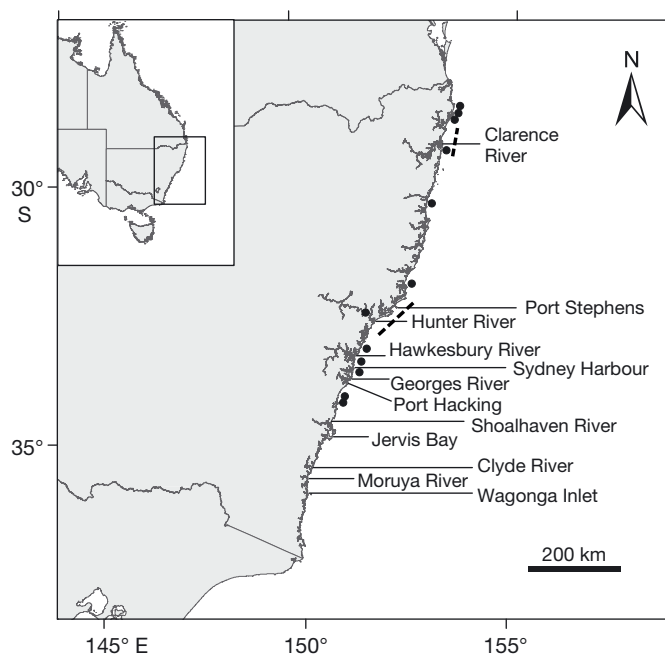 N
Clarence
River
30°
S
Port Stephens
Hunter River
Hawkesbury River
Sydney Harbour
Georges River
Port Hacking
Shoalhaven River
35°
Jervis Bay
Clyde River
Moruya River
Wagonga Inlet
200 km
145° E 150° 155°